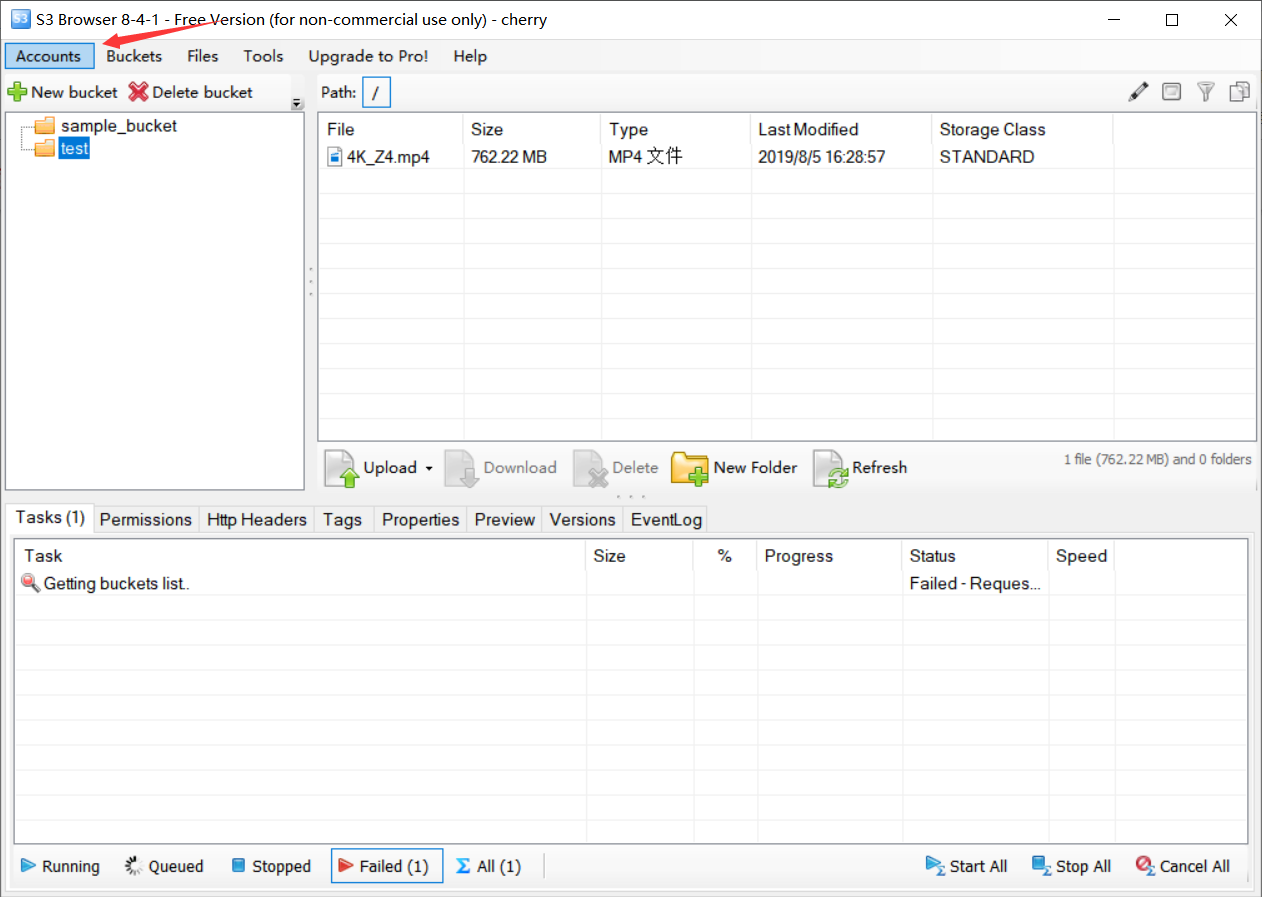 S3 Browser 8-4-1 - Free Version (for non-commercial use only) - cherry
Accounts Buckets Files Tools Upgrade to Pro! Help
New bucket Delete bucket Path: /
sample_bucket
test
File Size Type Last Modified Storage Class
4K_Z4.mp4 762.22 MB MP4 文件 2019/8/5 16:28:57 STANDARD
Upload Download Delete New Folder Refresh 1 file (762.22 MB) and 0 folders
Tasks (1) Permissions Http Headers Tags Properties Preview Versions EventLog
Task Size % Progress Status Speed
Getting buckets list.. Failed - Reques...
Running Queued Stopped Failed (1) Σ All (1) Start All Stop All Cancel All